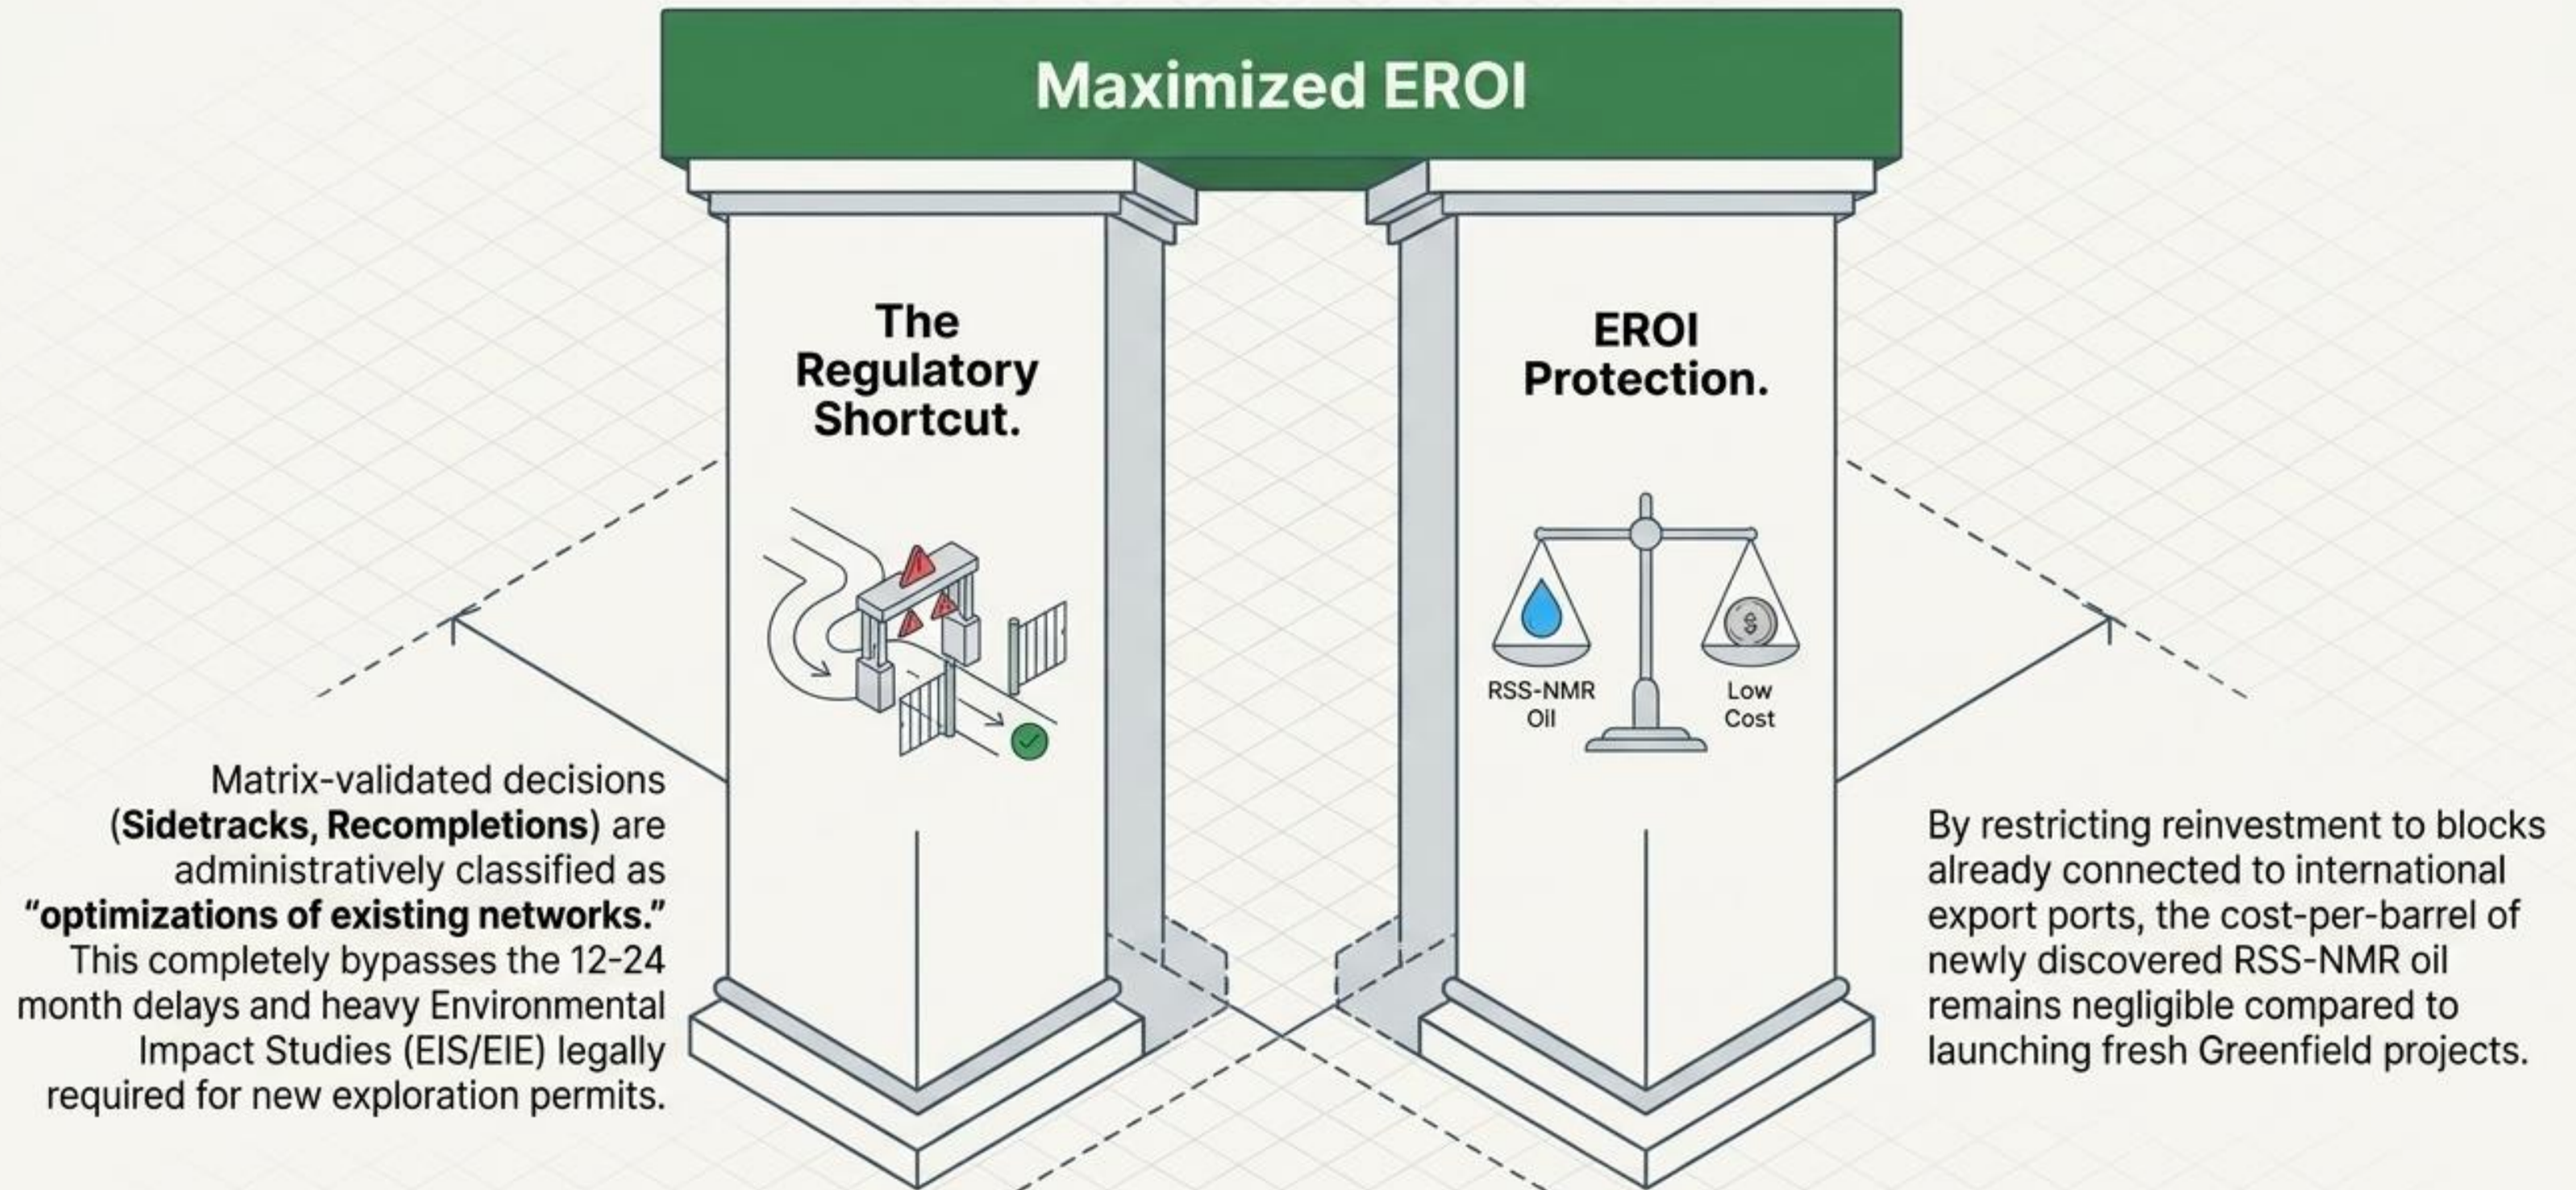 Maximized EROI
The
Regulatory
Shortcut.
Matrix-validated decisions
(Sidetracks, Recompletions) are
administratively classified as
“optimizations of existing networks.”
This completely bypasses the 12-24
month delays and heavy Environmental
Impact Studies (EIS/EIE) legally
required for new exploration permits.
EROI
Protection.
$
RSS-NMR
Oil
Low
Cost
By restricting reinvestment to blocks
already connected to international
export ports, the cost-per-barrel of
newly discovered RSS-NMR oil
remains negligible compared to
launching fresh Greenfield projects.